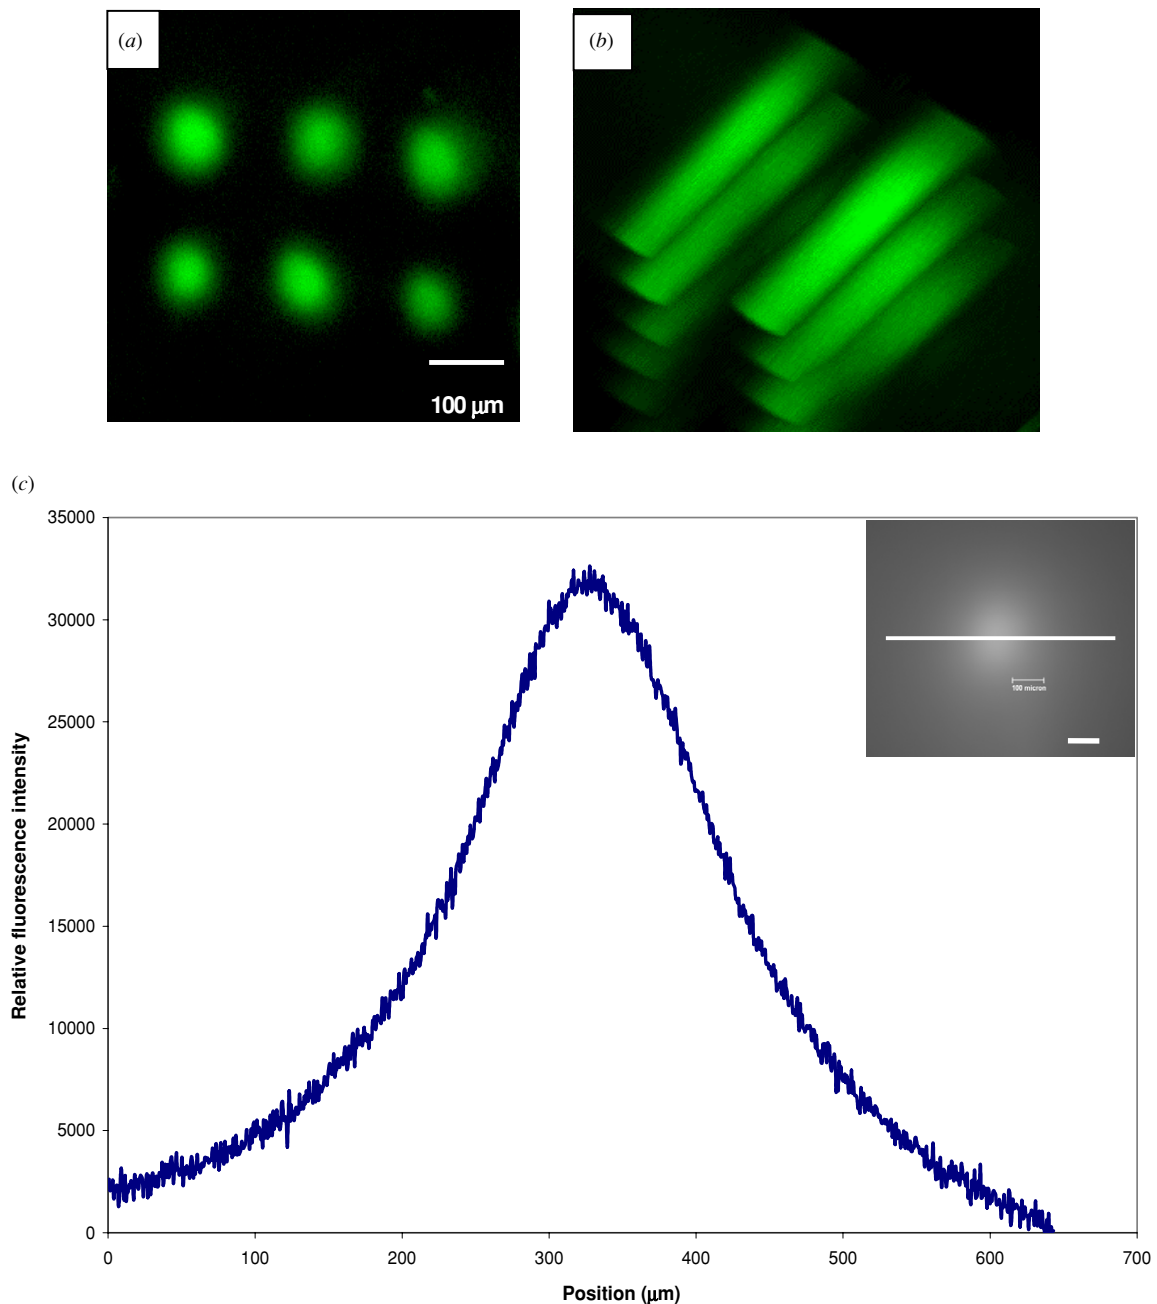 (a)
(b)
100 μm
(c)
35000
30000
25000
20000
15000
10000
5000
0
Relative fluorescence intensity
100 micron
0 100 200 300 400 500 600 700
Position (μm)